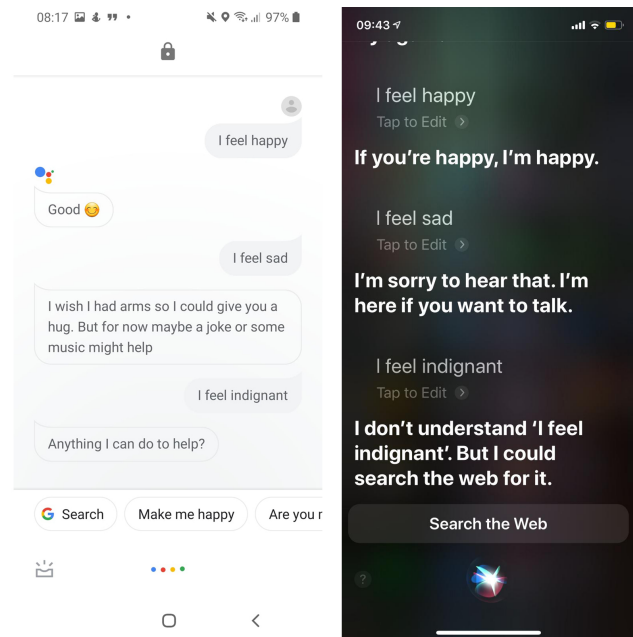 08:17
97%
I feel happy
Good 😊
I feel sad
I wish I had arms so I could give you a
hug. But for now maybe a joke or some
music might help
I feel indignant
Anything I can do to help?
G Search
Make me happy
Are you
09:43
I feel happy
Tap to Edit
If you're happy, I'm happy.
I feel sad
Tap to Edit
I'm sorry to hear that. I'm
here if you want to talk.
I feel indignant
Tap to Edit
I don't understand 'I feel
indignant'. But I could
search the web for it.
Search the Web
?